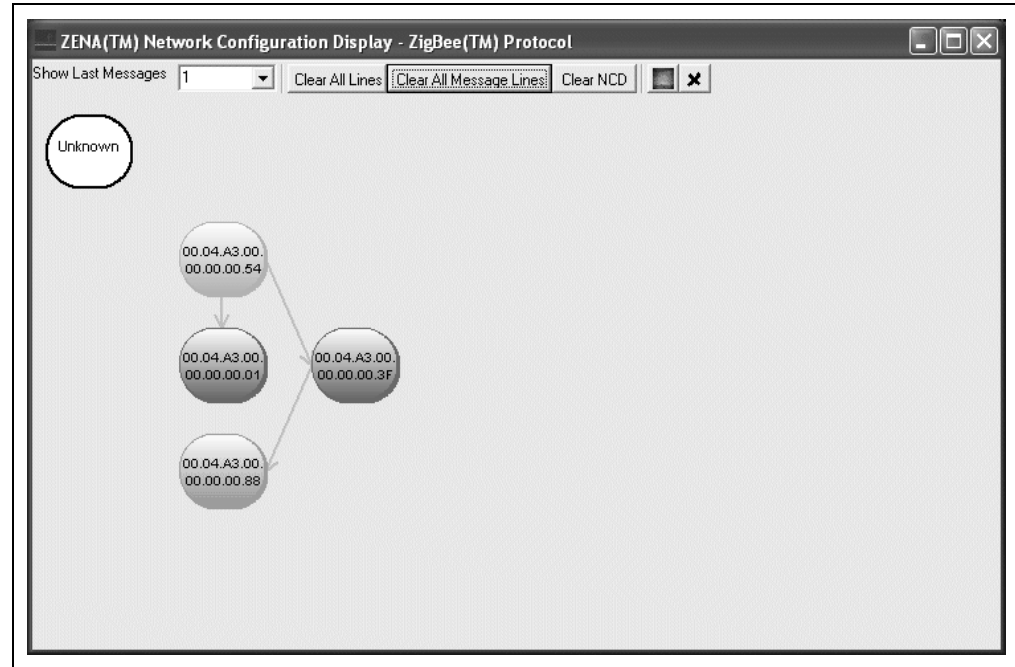 ZENA(TM) Network Configuration Display - ZigBee(TM) Protocol
Show Last Messages 1 Clear All Lines Clear All Message Lines Clear NCD
Unknown
00.04.A3.00.
00.00.00.54
00.04.A3.00.
00.00.00.01
00.04.A3.00.
00.00.00.3F
00.04.A3.00.
00.00.00.88